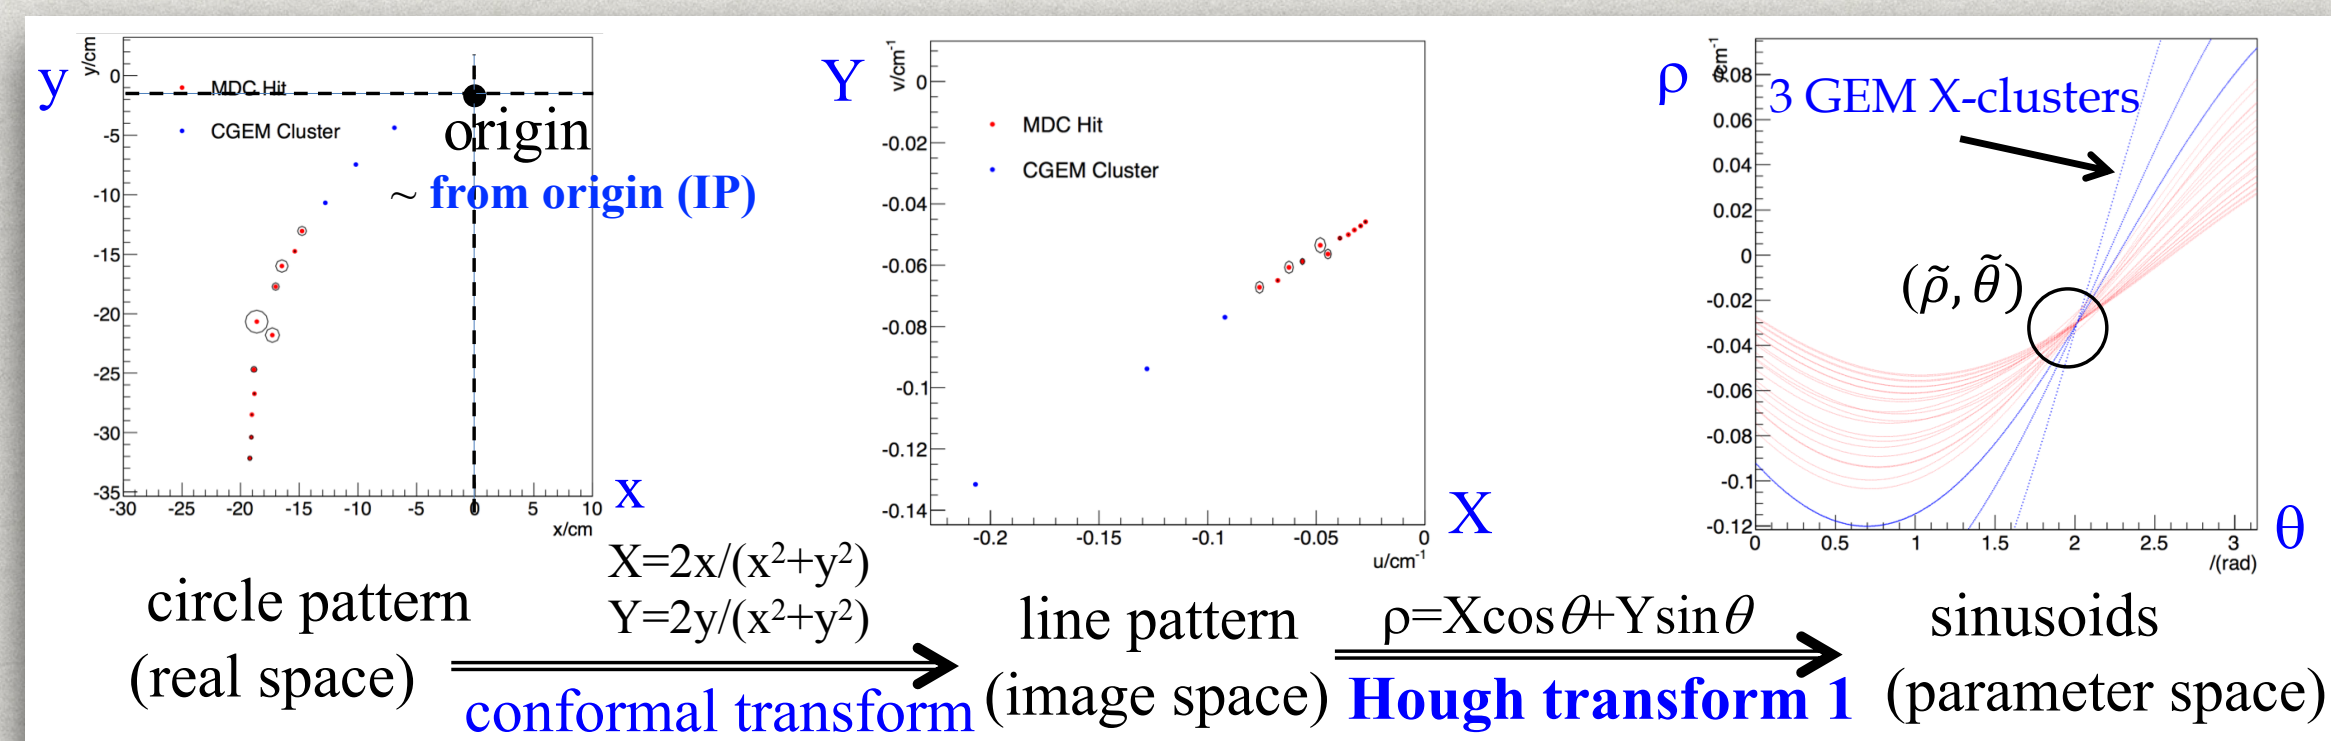 y
y/cm
0
-5
-10
-15
-20
-25
-30
-35
MDC Hit
CGEM Cluster
origin
~ from origin (IP)
-30 -25 -20 -15 -10 -5 0 5 10
x/cm
x
Y
v/cm⁻¹
0
-0.02
-0.04
-0.06
-0.08
-0.1
-0.12
-0.14
MDC Hit
CGEM Cluster
-0.2 -0.15 -0.1 -0.05 0
u/cm⁻¹
X
ρ
cm⁻¹
0.08
0.06
0.04
0.02
0
-0.02
-0.04
-0.06
-0.08
-0.1
-0.12
3 GEM X-clusters
(ρ̃, θ̃)
0 0.5 1 1.5 2 2.5 3
/(rad)
θ
circle pattern
(real space)
X=2x/(x²+y²)
Y=2y/(x²+y²)
conformal transform
line pattern
(image space)
ρ=Xcosθ+Ysinθ
Hough transform 1
sinusoids
(parameter space)